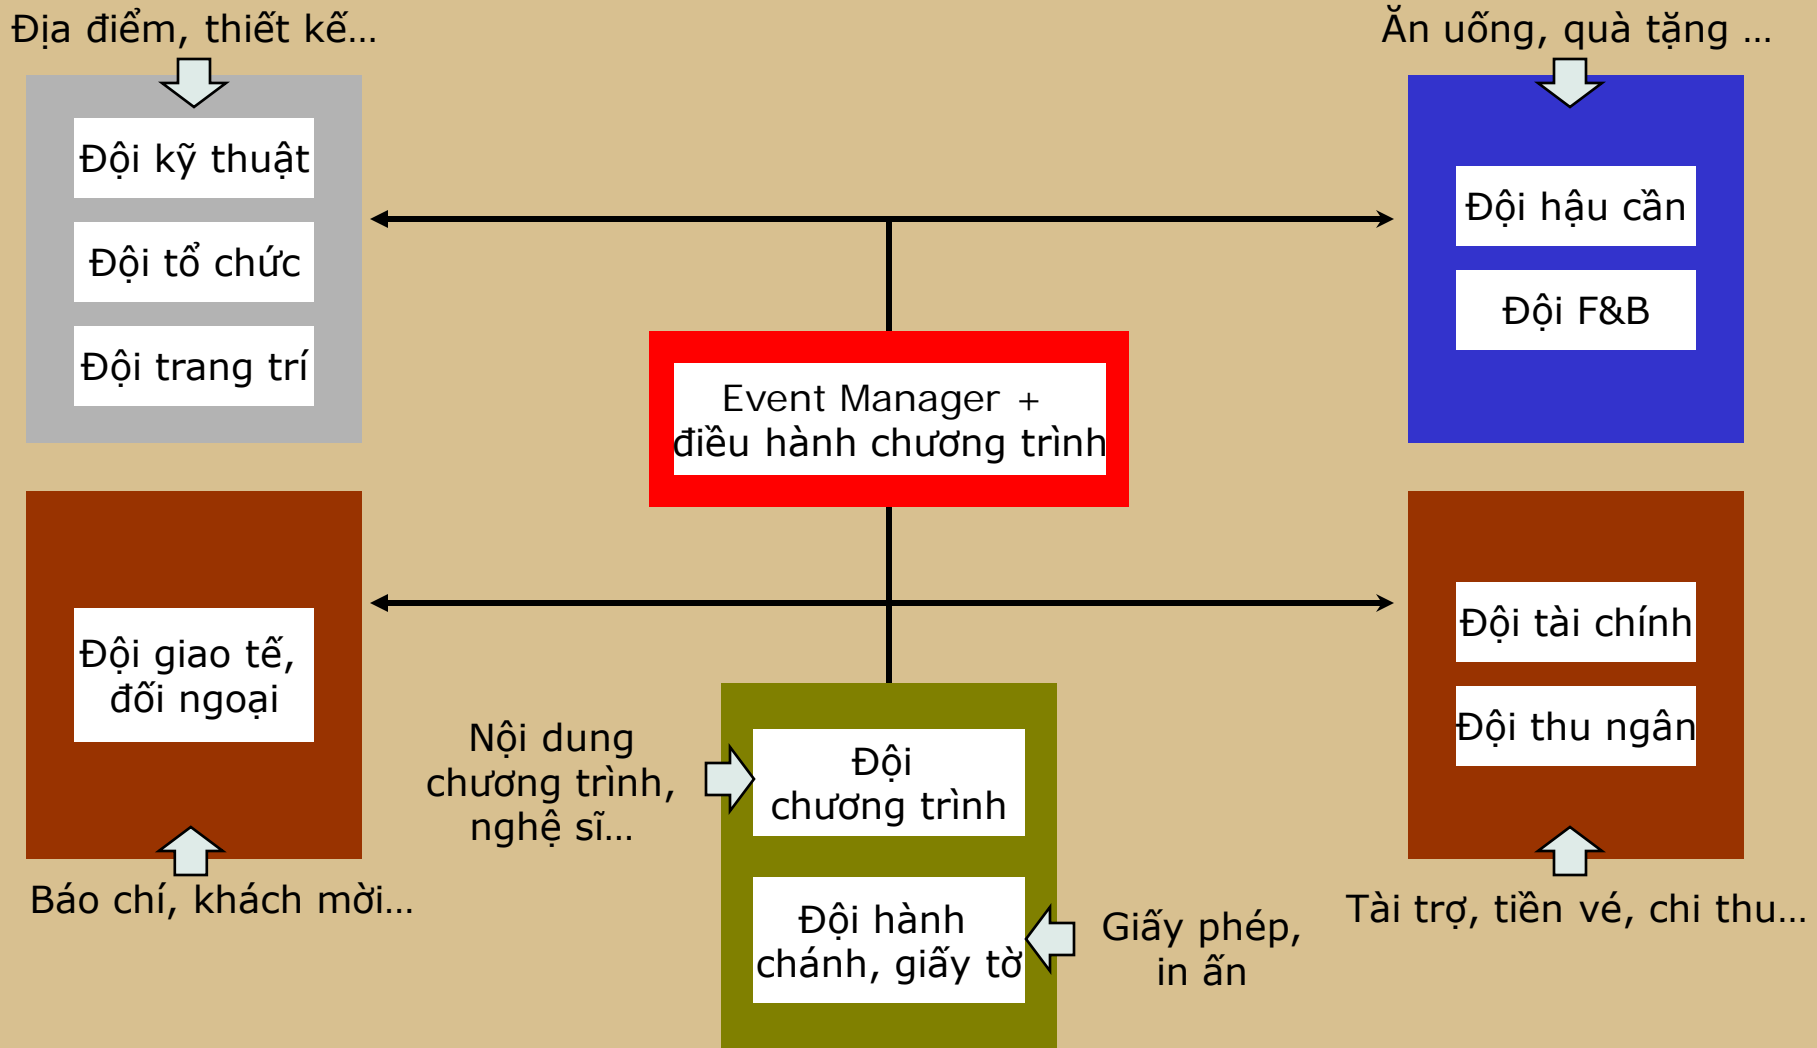 Địa điểm, thiết kế…
Ăn uống, quà tặng …
Đội kỹ thuật
Đội tổ chức
Đội trang trí
Đội hậu cần
Đội F&B
Event Manager +
điều hành chương trình
Đội giao tế,
đối ngoại
Báo chí, khách mời…
Nội dung
chương trình,
nghệ sĩ…
Đội
chương trình
Đội hành
chánh, giấy tờ
Giấy phép,
in ấn
Đội tài chính
Đội thu ngân
Tài trợ, tiền vé, chi thu…